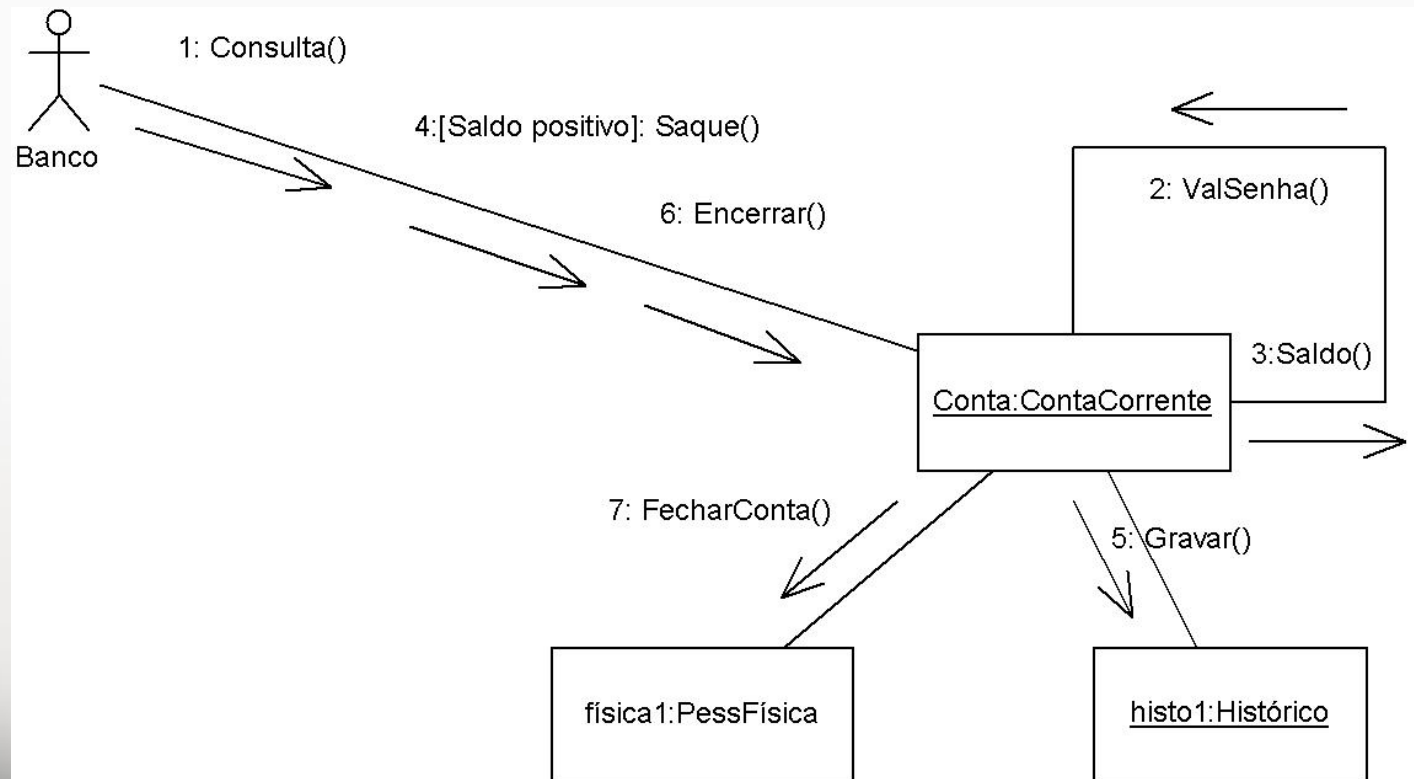 1: Consulta()
Banco
4:[Saldo positivo]: Saque()
6: Encerrar()
2: ValSenha()
3:Saldo()
Conta:ContaCorrente
7: FecharConta()
5: Gravar()
física1:PessFísica
histo1:Histórico